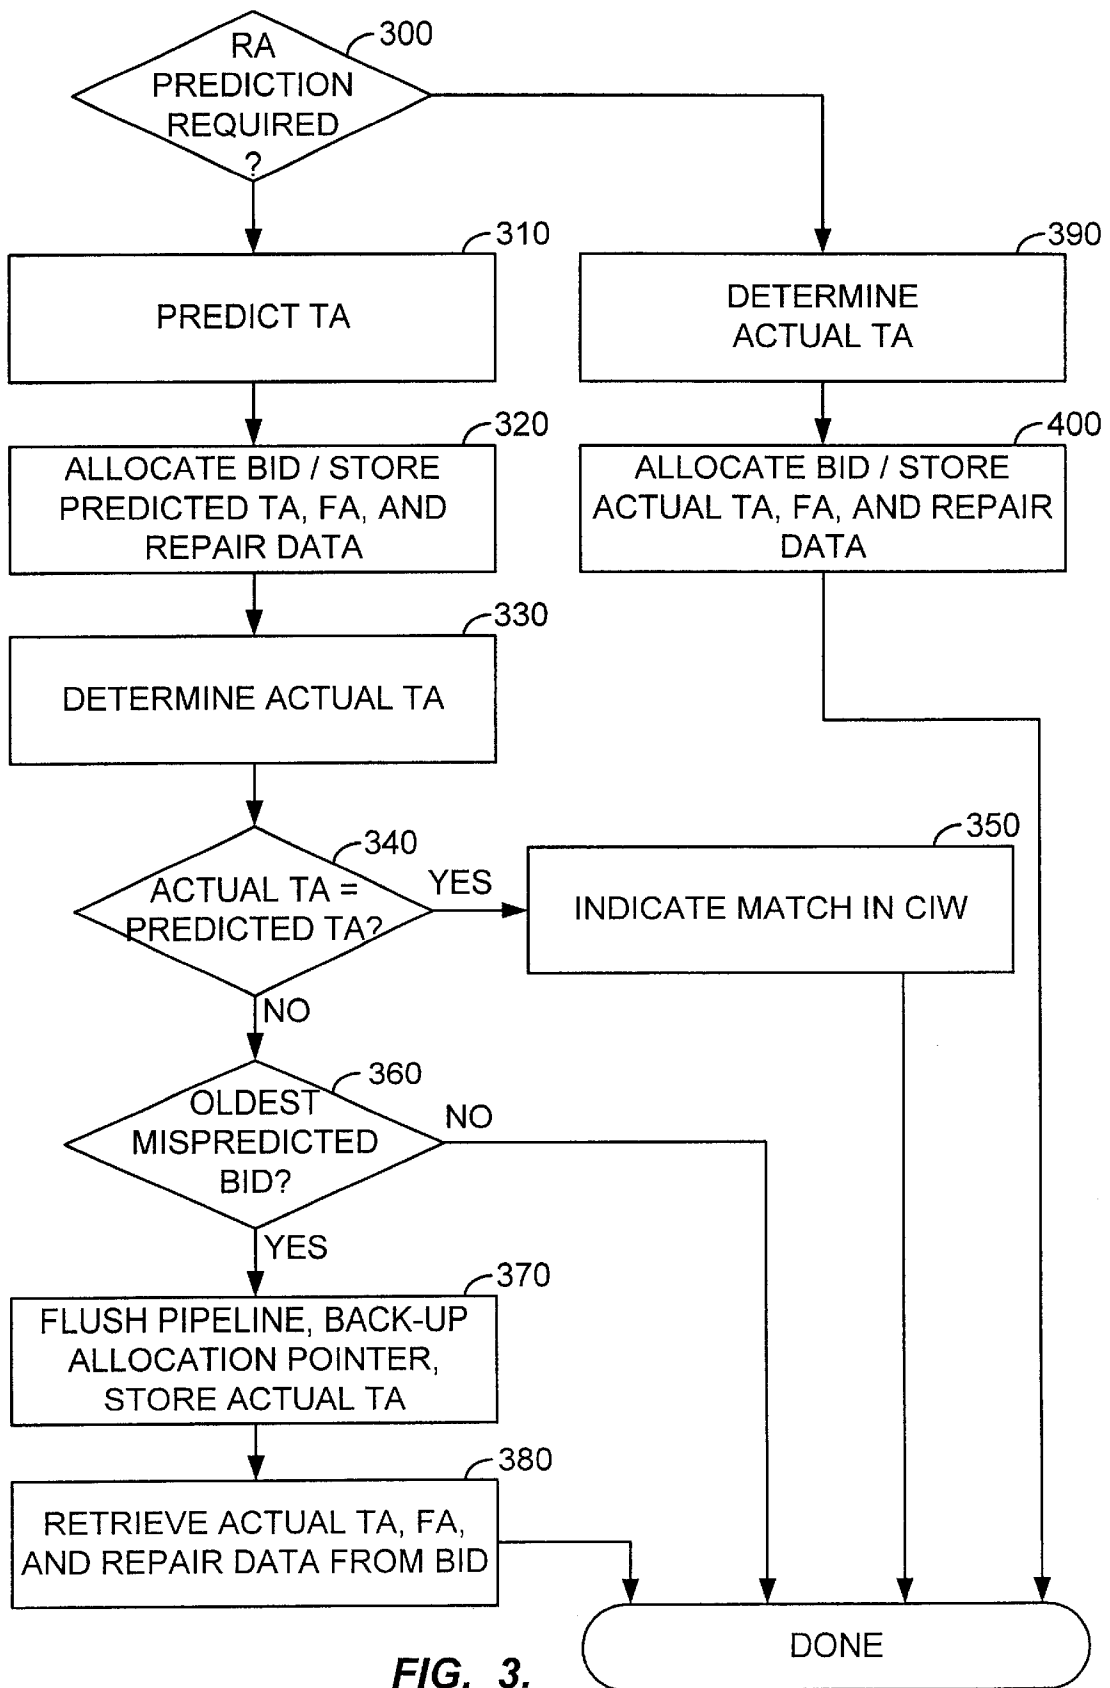 300
RA
PREDICTION
REQUIRED
?
310
PREDICT TA
390
DETERMINE
ACTUAL TA
320
ALLOCATE BID / STORE
PREDICTED TA, FA, AND
REPAIR DATA
400
ALLOCATE BID / STORE
ACTUAL TA, FA, AND REPAIR
DATA
330
DETERMINE ACTUAL TA
340
ACTUAL TA =
PREDICTED TA?
YES
350
INDICATE MATCH IN CIW
NO
360
OLDEST
MISPREDICTED
BID?
NO
YES
370
FLUSH PIPELINE, BACK-UP
ALLOCATION POINTER,
STORE ACTUAL TA
380
RETRIEVE ACTUAL TA, FA,
AND REPAIR DATA FROM BID
DONE
FIG. 3.